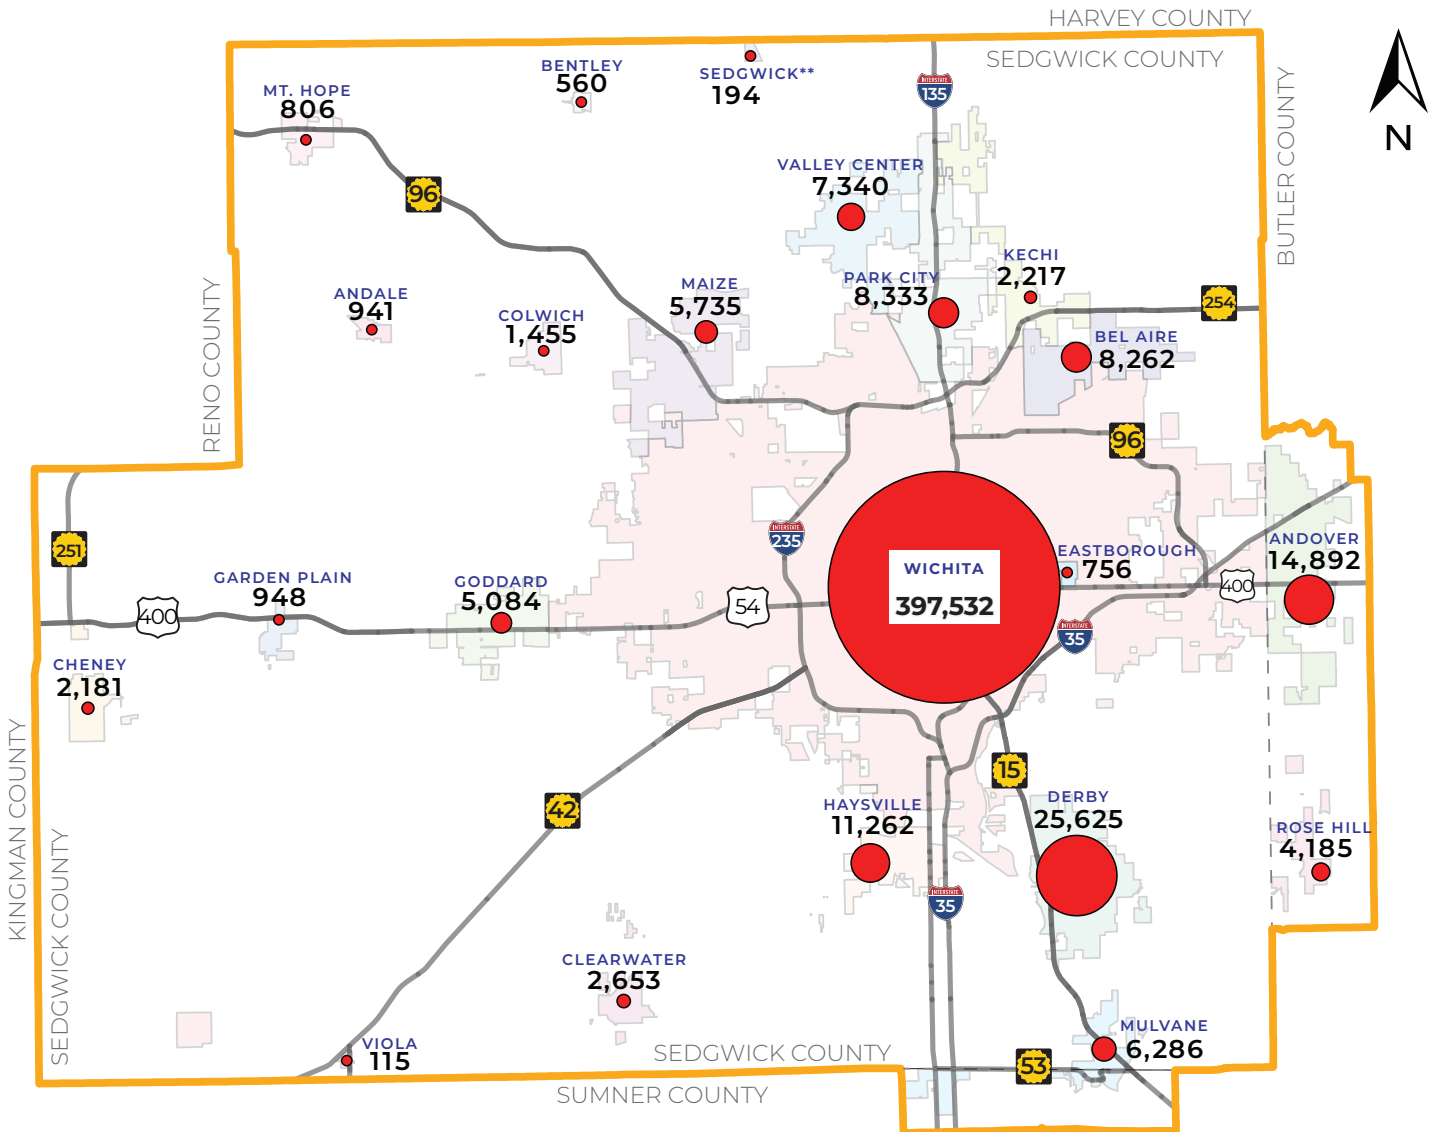 HARVEY COUNTY
SEDGWICK COUNTY
BUTLER COUNTY
N
MT. HOPE
806
BENTLEY
560
SEDGWICK**
194
INTERSTATE
135
96
VALLEY CENTER
7,340
KECHI
2,217
PARK CITY
8,333
254
RENO COUNTY
ANDALE
941
COLWICH
1,455
MAIZE
5,735
BEL AIRE
8,262
96
251
INTERSTATE
235
WICHITA
397,532
EASTBOROUGH
756
ANDOVER
14,892
400
GARDEN PLAIN
948
GODDARD
5,084
54
400
INTERSTATE
35
CHENEY
2,181
KINGMAN COUNTY
SEDGWICK COUNTY
42
15
HAYSVILLE
11,262
DERBY
25,625
ROSE HILL
4,185
INTERSTATE
35
CLEARWATER
2,653
VIOLA
115
SEDGWICK COUNTY
SUMNER COUNTY
53
MULVANE
6,286